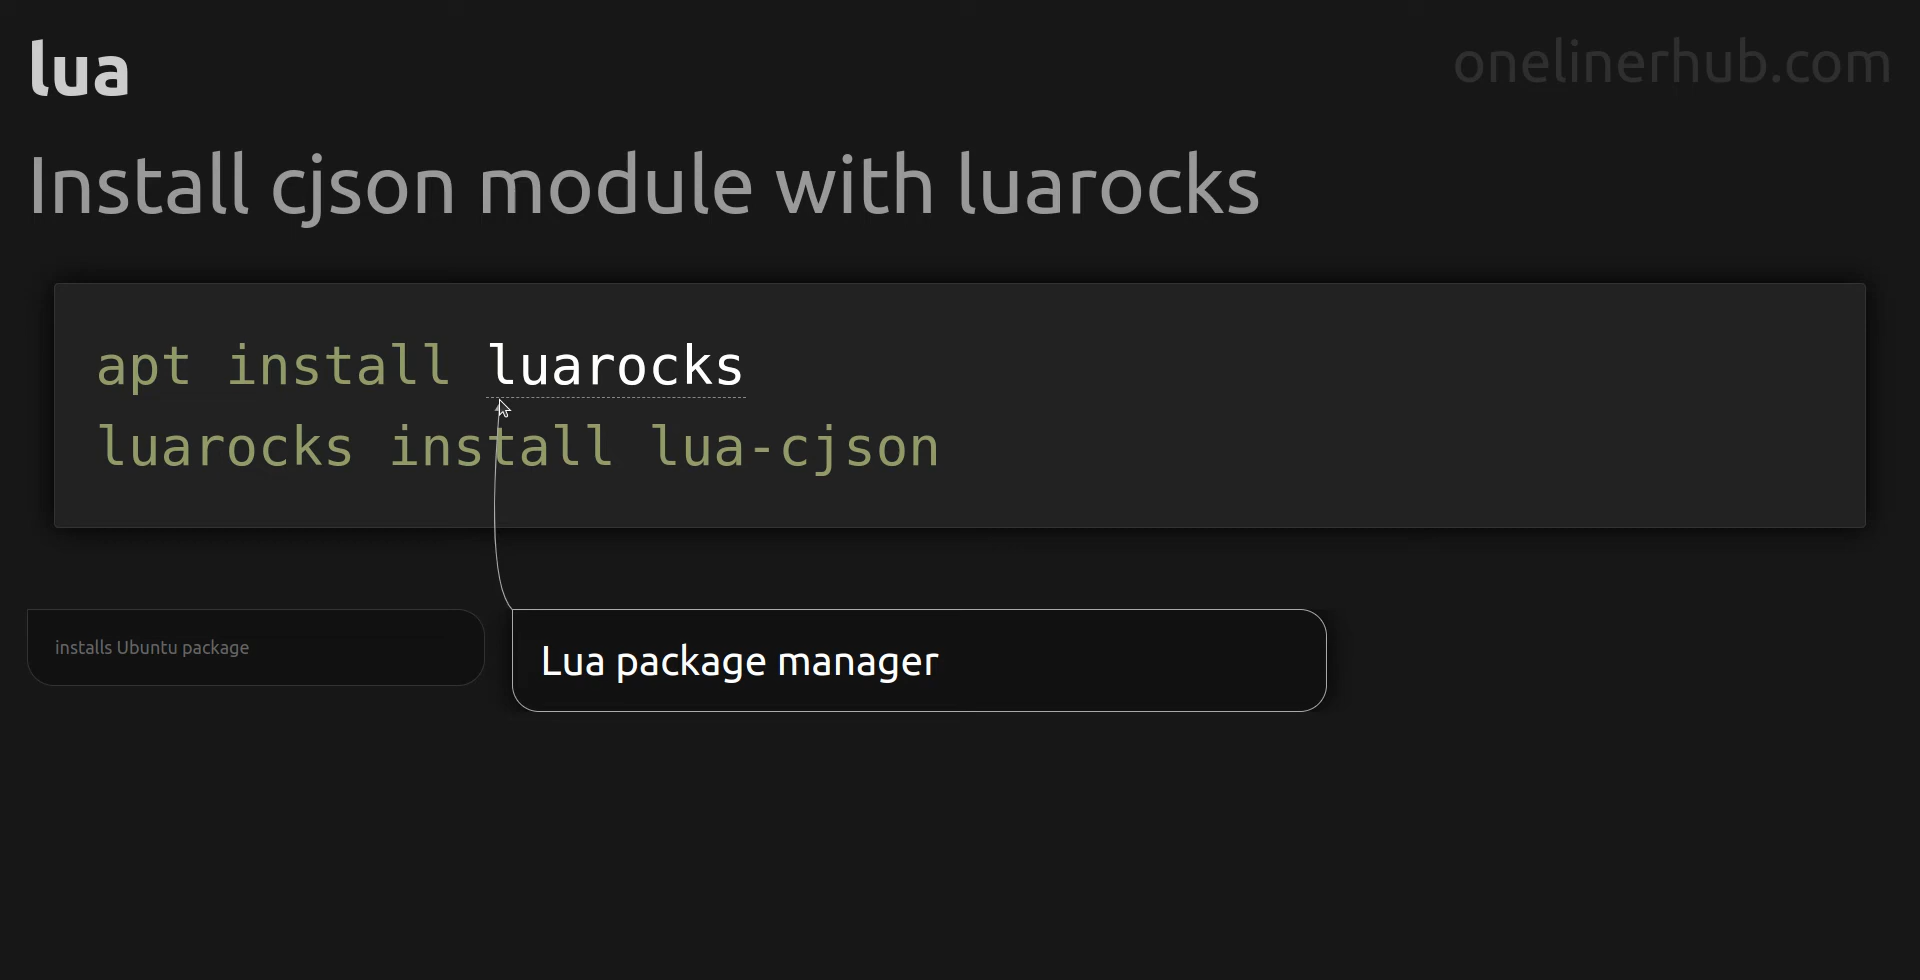 lua
onelinerhub.com
Install cjson module with luarocks
apt install luarocks
luarocks install lua-cjson
installs Ubuntu package
Lua package manager